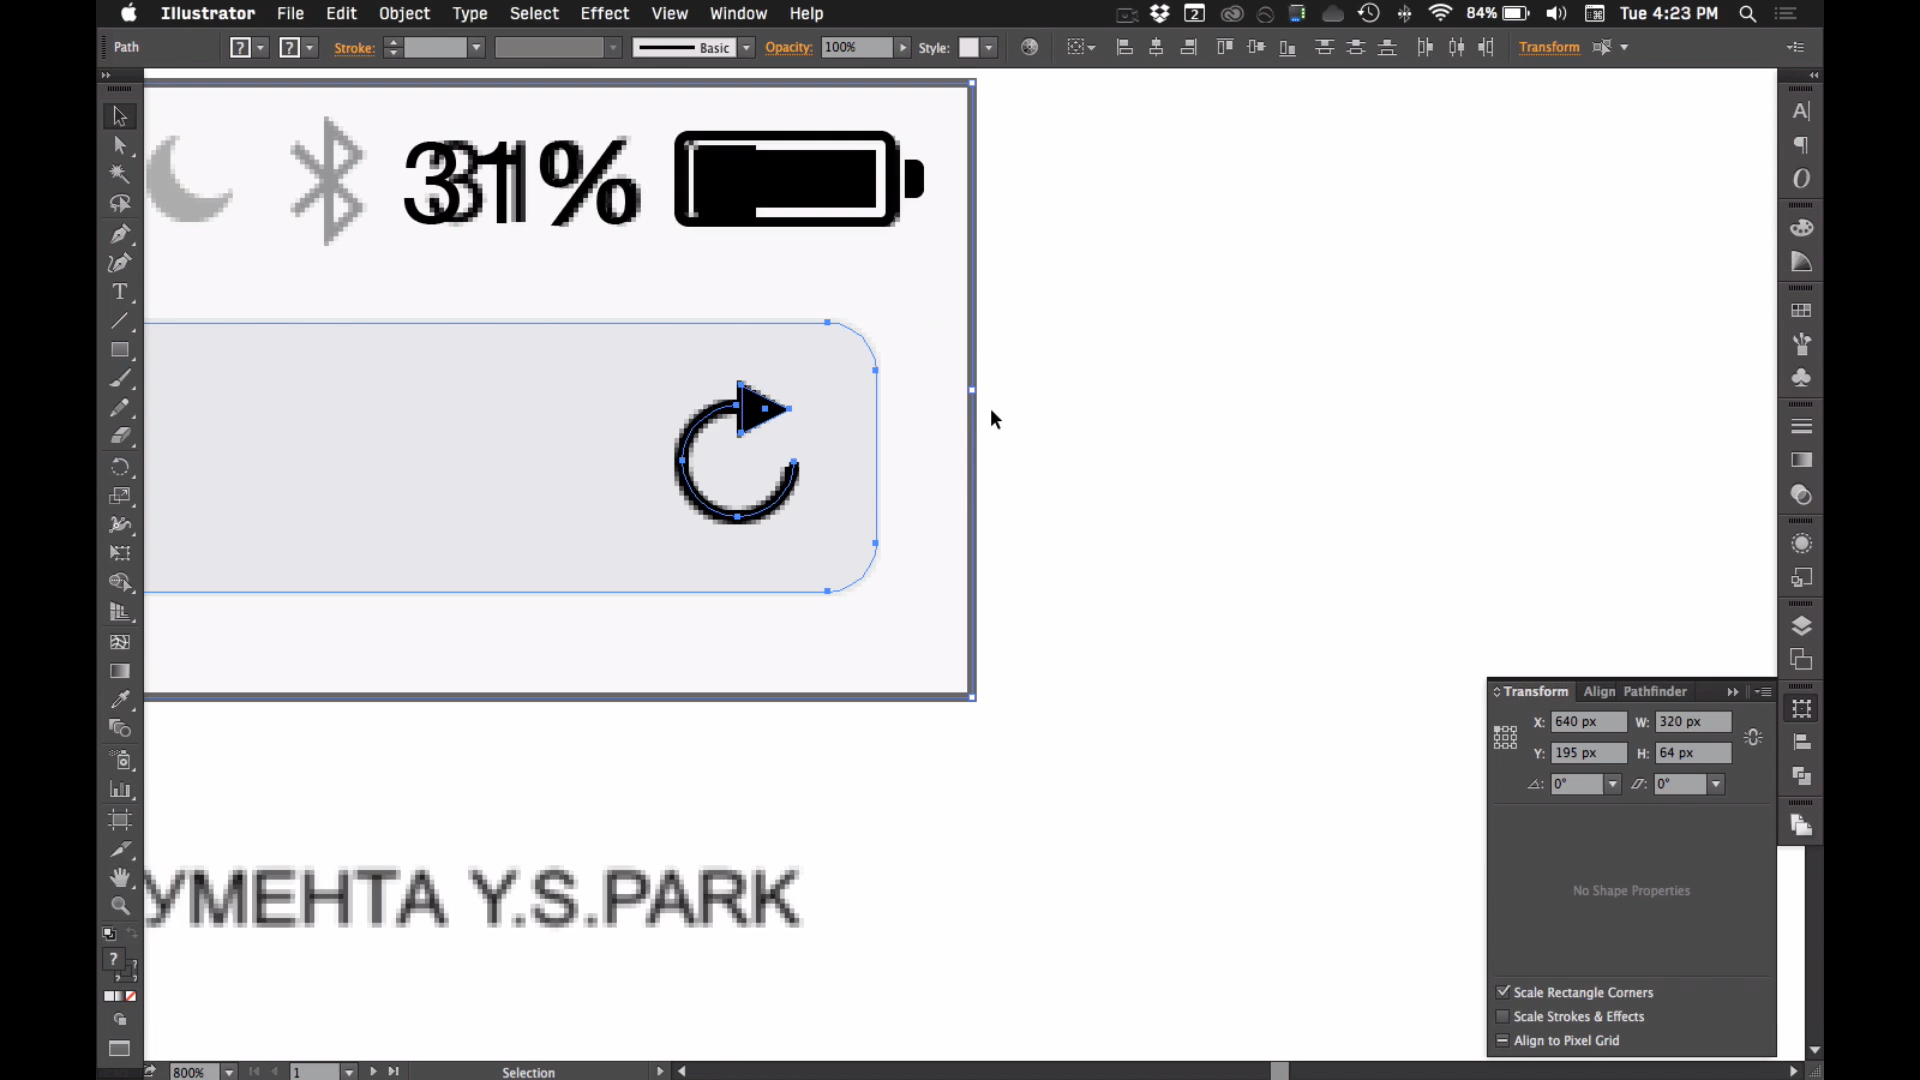 Illustrator File Edit Object Type Select Effect View Window Help 2 84% Tue 4:23 PM
Path ? ? Stroke: Basic Opacity: 100% Style: Transform
31%
УМЕНТА Y.S.PARK
Transform Align Pathfinder
X: 640 px W: 320 px
Y: 195 px H: 64 px
0° 0°
No Shape Properties
Scale Rectangle Corners
Scale Strokes & Effects
Align to Pixel Grid
800% 1 Selection